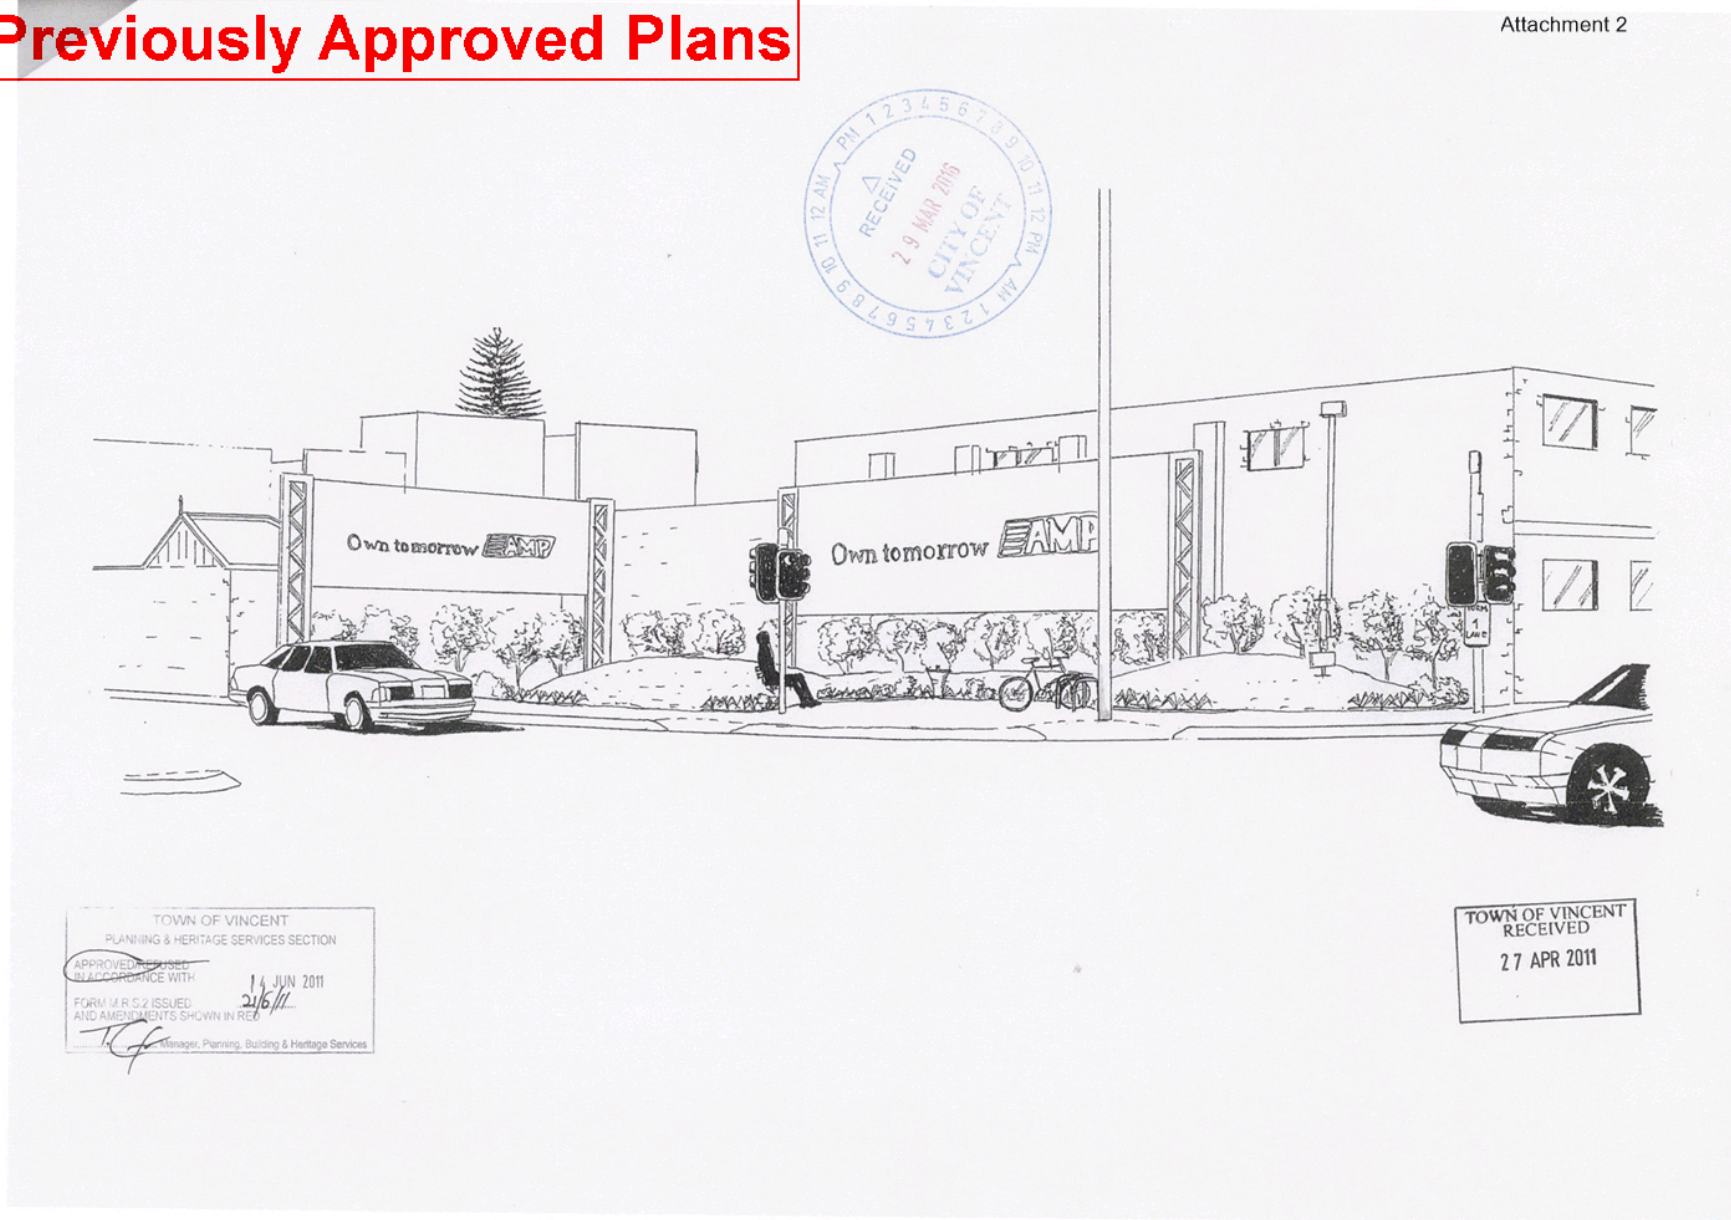 Previously Approved Plans
Attachment 2
PM 1 2 3 4 5 6 7 8 9 10 11 12 PM
AM 1 2 3 4 5 6 7 8 9 10 11 12 AM
RECEIVED
29 MAR 2016
CITY OF
VINCENT
Own tomorrow AMP
Own tomorrow AMP
TURN
1
LANE
TOWN OF VINCENT
PLANNING & HERITAGE SERVICES SECTION
APPROVED/REFUSED
IN ACCORDANCE WITH
14 JUN 2011
FORM M.R.S.2 ISSUED
21/6/11
AND AMENDMENTS SHOWN IN RED
Manager, Planning, Building & Heritage Services
TOWN OF VINCENT
RECEIVED
27 APR 2011